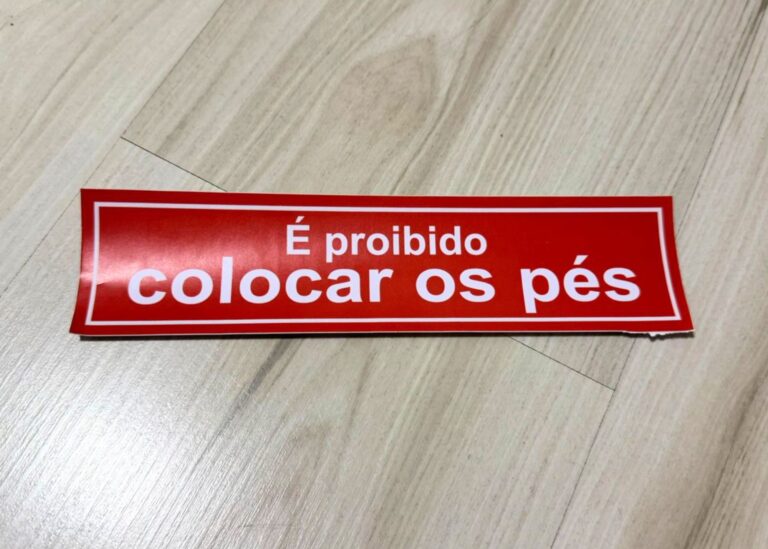 É proibido
colocar os pés